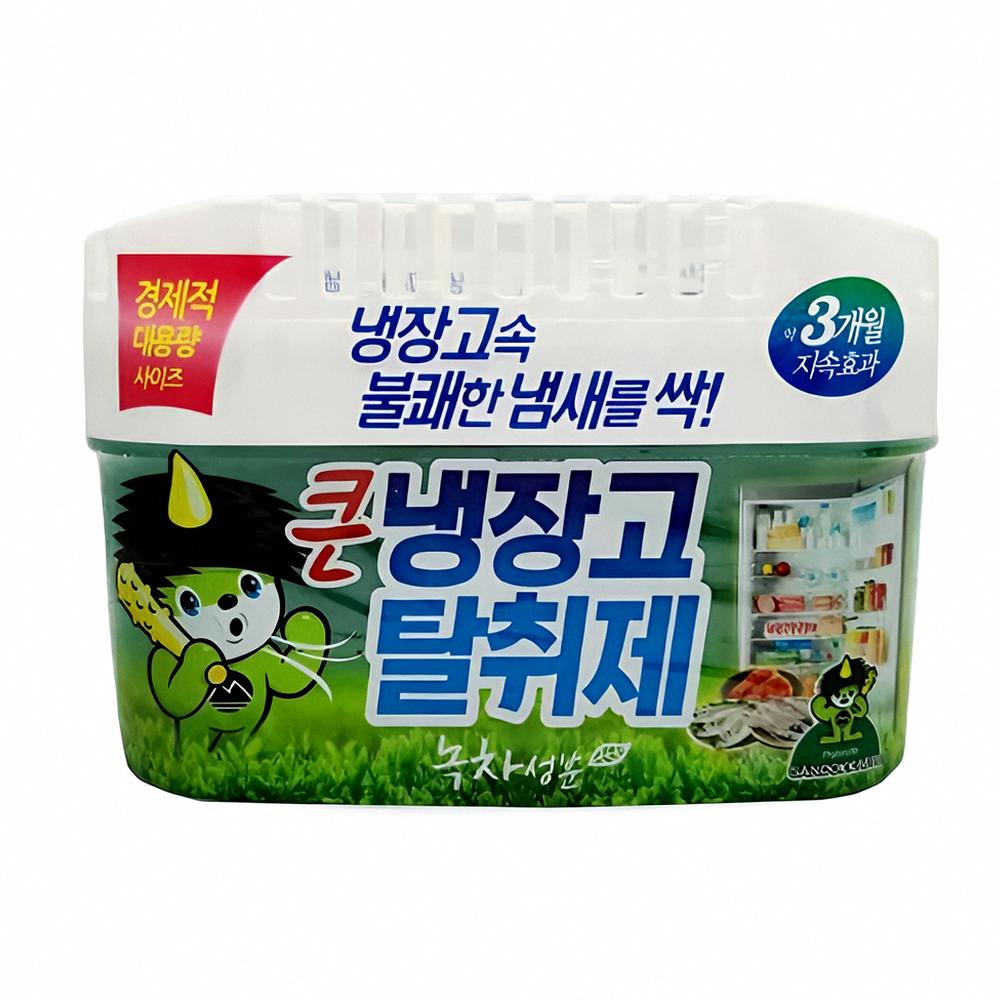 경제적
대용량
사이즈
냉장고속
불쾌한 냄새를 싹!
약 3개월
지속효과
큰 냉장고
탈취제
녹차성분